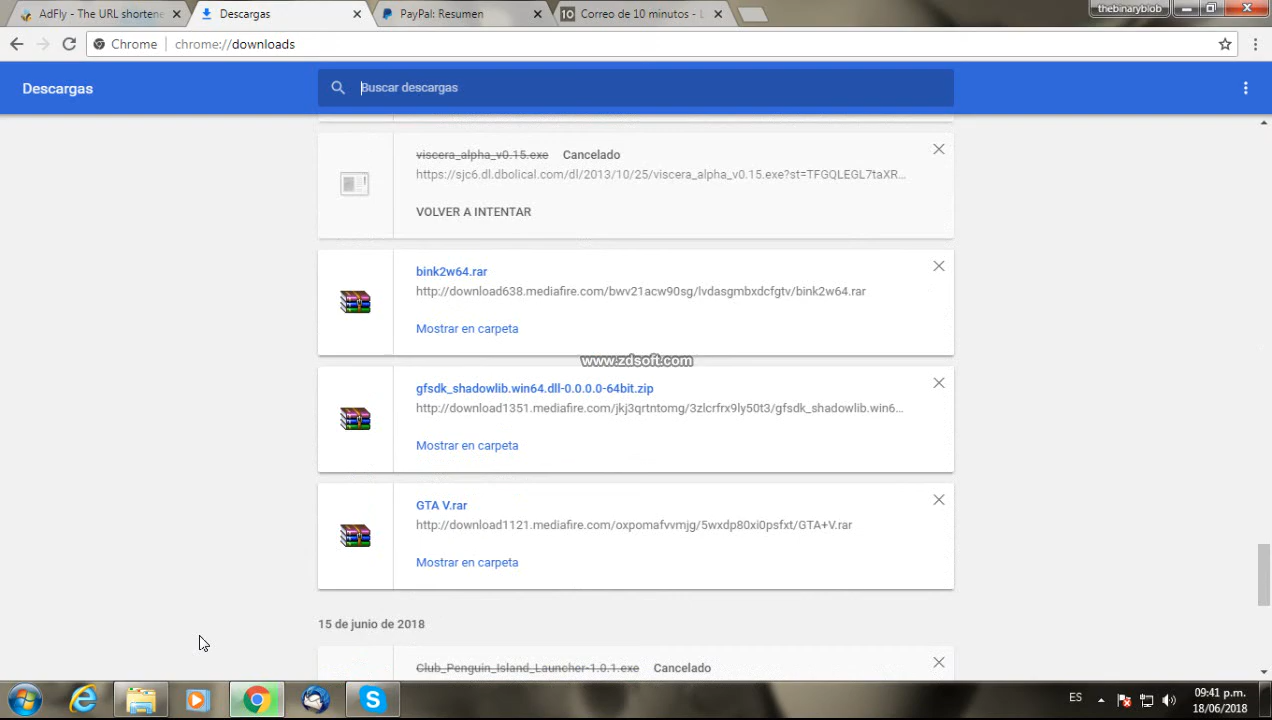 AdFly - The URL shortene
Descargas
PayPal: Resumen
Correo de 10 minutos - L
thebinaryblob
Chrome
chrome://downloads
Descargas
Buscar descargas
viscera_alpha_v0.15.exe Cancelado
https://sjc6.dl.dbolical.com/dl/2013/10/25/viscera_alpha_v0.15.exe?st=TFGQLEGL7taXR...
VOLVER A INTENTAR
bink2w64.rar
http://download638.mediafire.com/bwv21acw90sg/lvdasgmbxdcfgtv/bink2w64.rar
Mostrar en carpeta
www.zdsoft.com
gfsdk_shadowlib.win64.dll-0.0.0.0-64bit.zip
http://download1351.mediafire.com/jkj3qrtntomg/3zlcrfrx9ly50t3/gfsdk_shadowlib.win6...
Mostrar en carpeta
GTA V.rar
http://download1121.mediafire.com/oxpomafvvmjg/5wxdp80xi0psfxt/GTA+V.rar
Mostrar en carpeta
15 de junio de 2018
Club_Penguin_Island_Launcher-1.0.1.exe Cancelado
ES
09:41 p.m.
18/06/2018